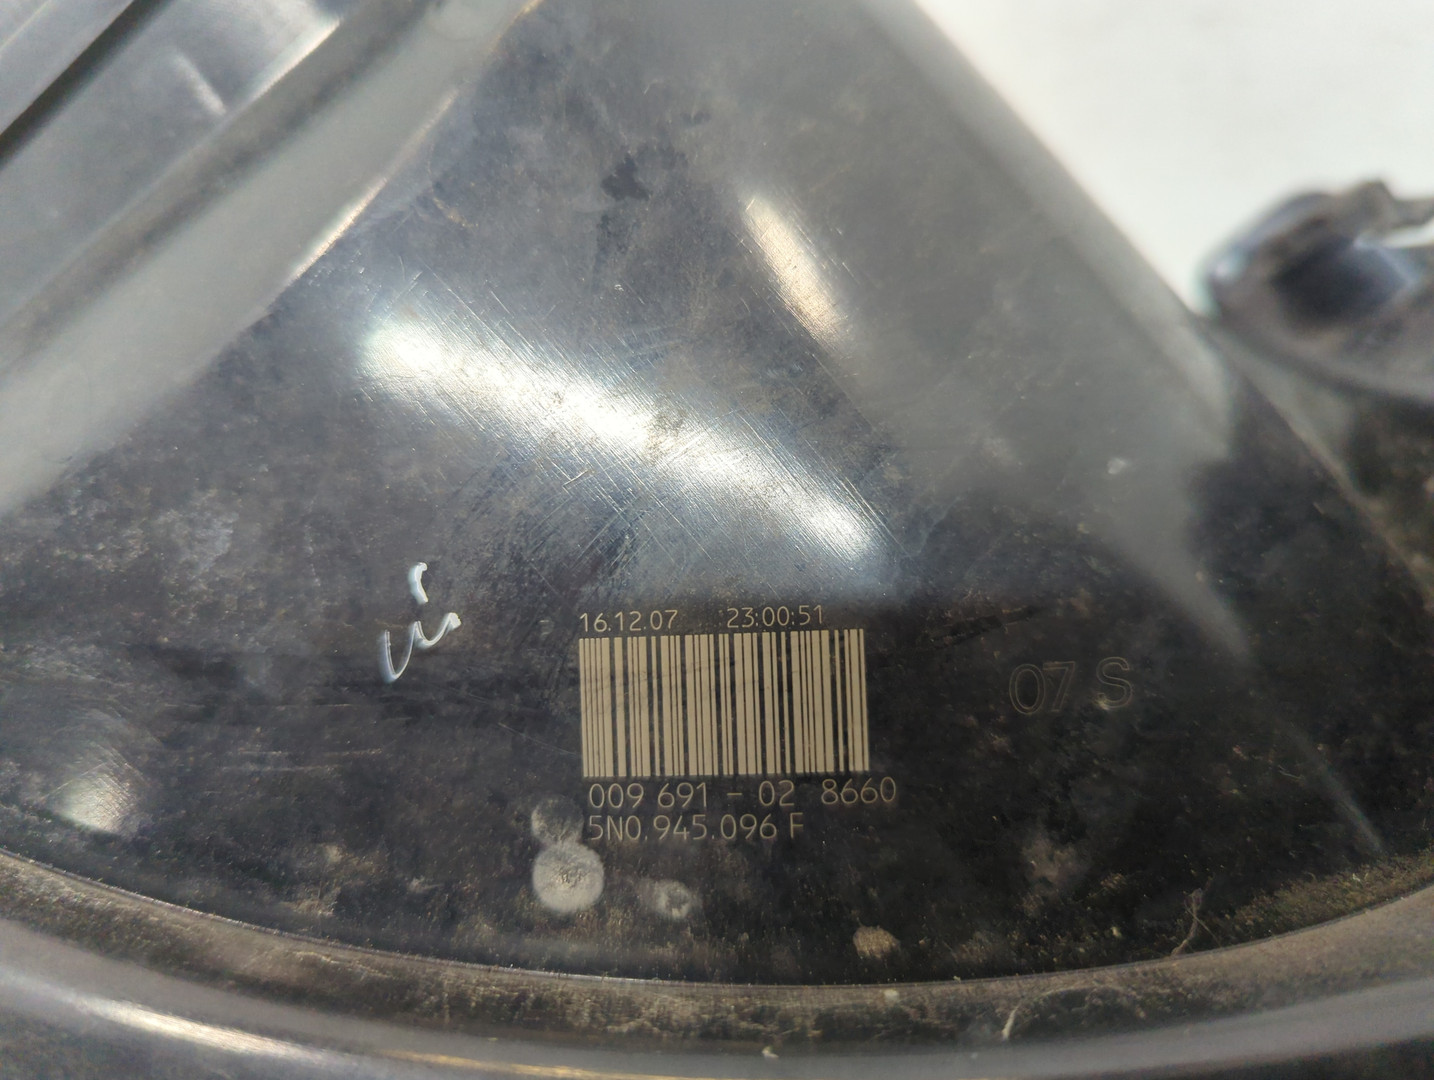 16.12.07 23:00:51
07 S
009 691 - 02 8660
5N0.945.096 F